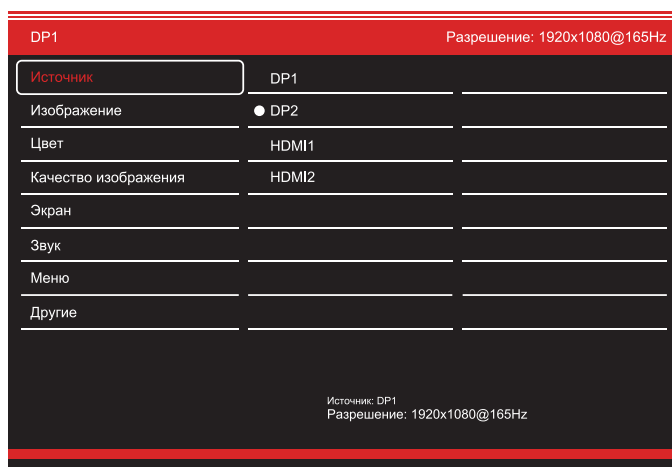 DP1 Разрешение: 1920x1080@165Hz
Источник DP1
Изображение DP2
Цвет HDMI1
Качество изображения HDMI2
Экран
Звук
Меню
Другие
Источник: DP1
Разрешение: 1920x1080@165Hz